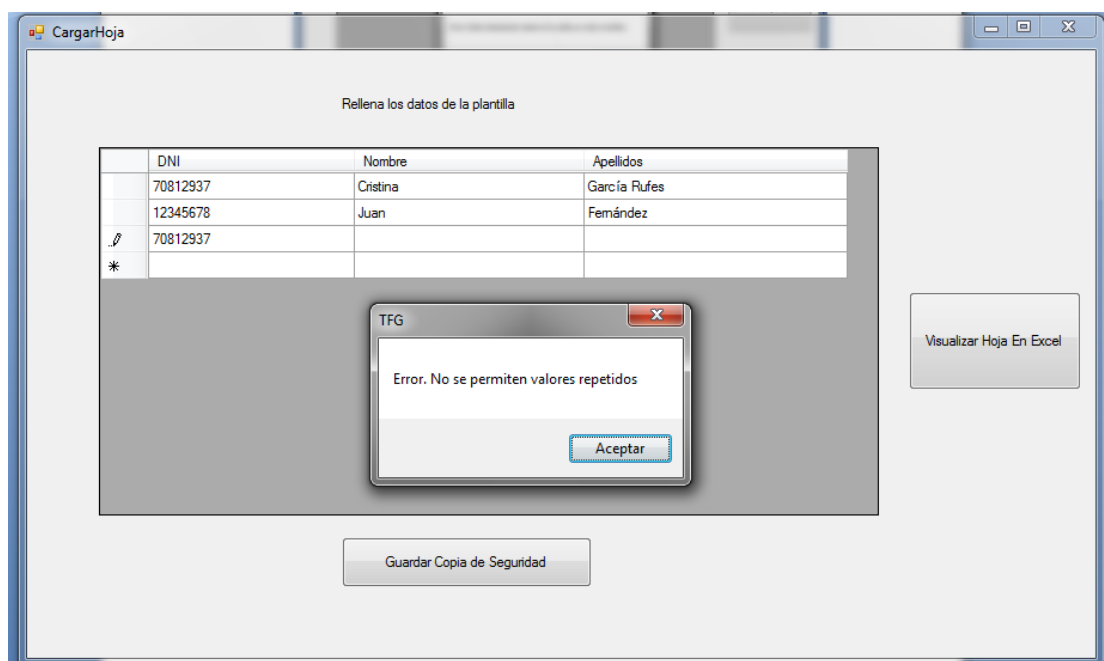 CargarHoja
Rellena los datos de la plantilla
DNI Nombre Apellidos
70812937 Cristina García Rufes
12345678 Juan Fernández
70812937
TFG
Error. No se permiten valores repetidos
Aceptar
Visualizar Hoja En Excel
Guardar Copia de Seguridad